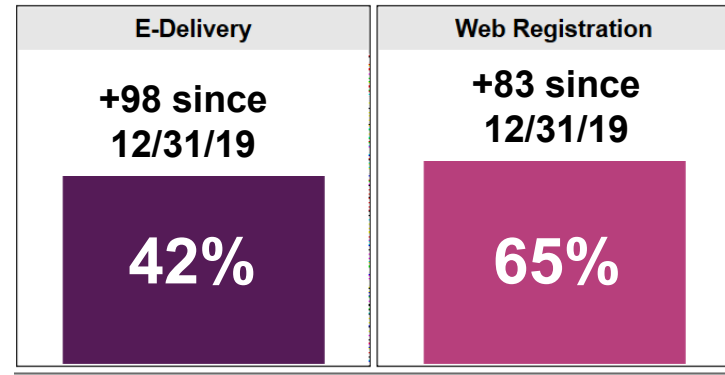 E-Delivery
+98 since
12/31/19
42%
Web Registration
+83 since
12/31/19
65%